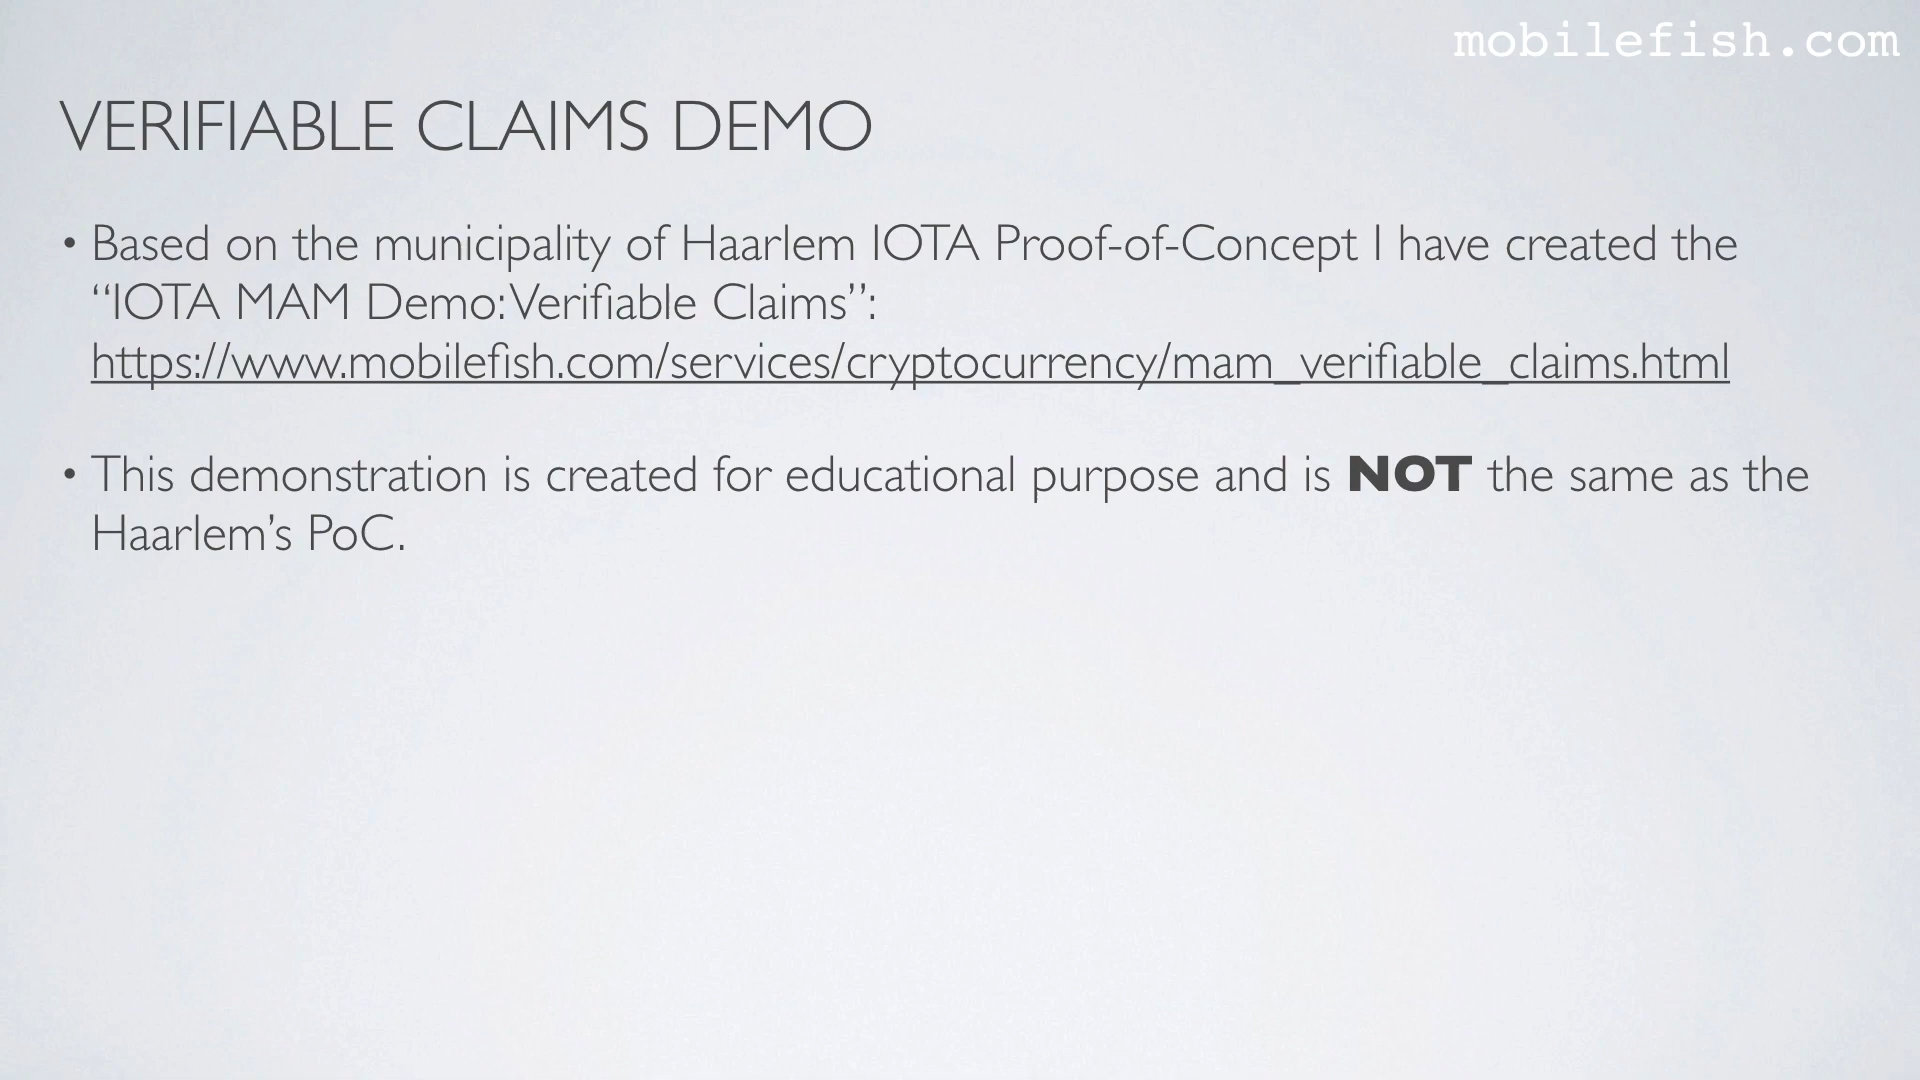 mobilefish.com
VERIFIABLE CLAIMS DEMO
• Based on the municipality of Haarlem IOTA Proof-of-Concept I have created the
“IOTA MAM Demo: Verifiable Claims”:
https://www.mobilefish.com/services/cryptocurrency/mam_verifiable_claims.html
• This demonstration is created for educational purpose and is NOT the same as the
Haarlem’s PoC.